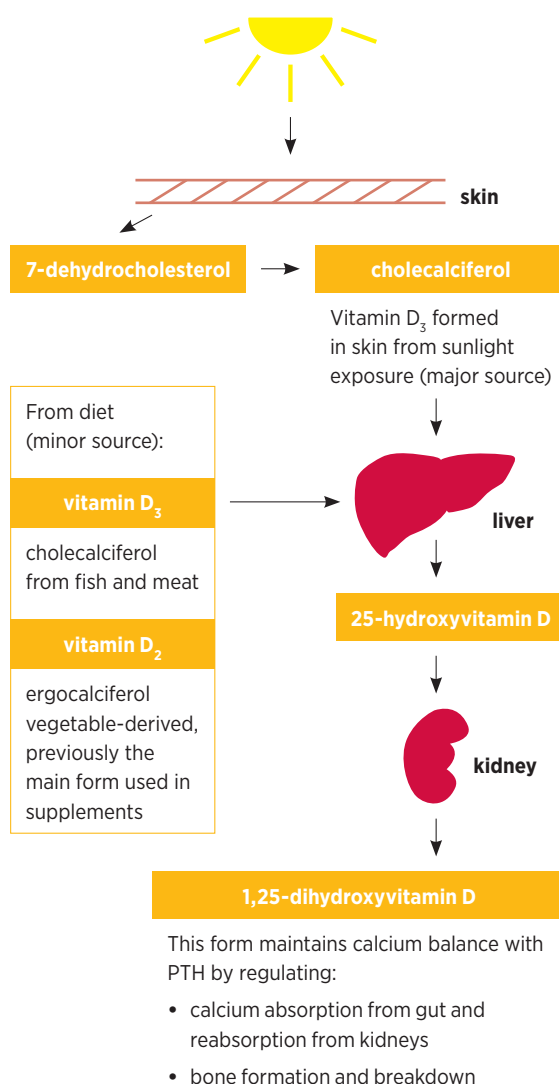 skin
7-dehydrocholesterol
cholecalciferol
Vitamin D₃ formed
in skin from sunlight
exposure (major source)
From diet
(minor source):
vitamin D₃
cholecalciferol
from fish and meat
vitamin D₂
ergocalciferol
vegetable-derived,
previously the
main form used in
supplements
liver
25-hydroxyvitamin D
kidney
1,25-dihydroxyvitamin D
This form maintains calcium balance with
PTH by regulating:
• calcium absorption from gut and
reabsorption from kidneys
• bone formation and breakdown